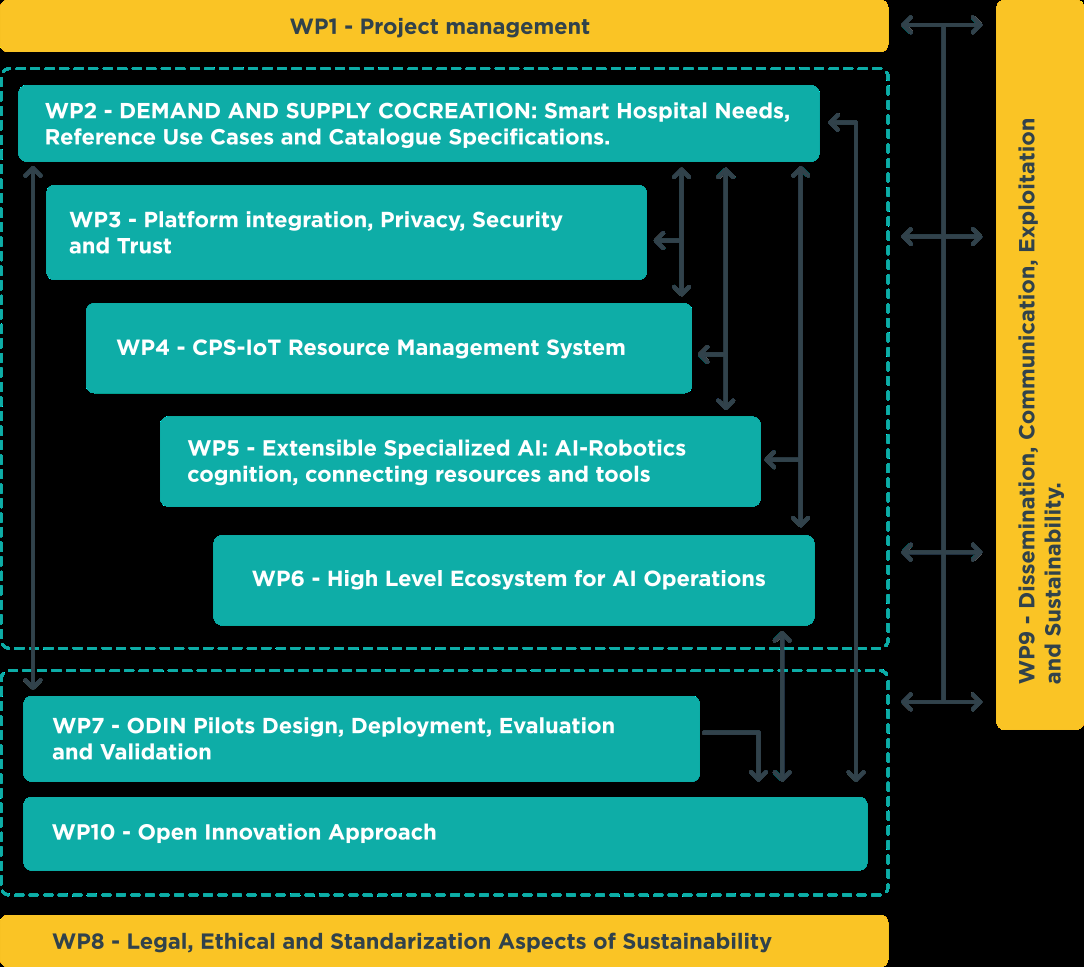 WP1 - Project management
WP2 - DEMAND AND SUPPLY COCREATION: Smart Hospital Needs,
Reference Use Cases and Catalogue Specifications.
WP3 - Platform integration, Privacy, Security
and Trust
WP4 - CPS-IoT Resource Management System
WP5 - Extensible Specialized AI: AI-Robotics
cognition, connecting resources and tools
WP6 - High Level Ecosystem for AI Operations
WP7 - ODIN Pilots Design, Deployment, Evaluation
and Validation
WP10 - Open Innovation Approach
WP8 - Legal, Ethical and Standarization Aspects of Sustainability
WP9 - Dissemination, Communication, Exploitation
and Sustainability.